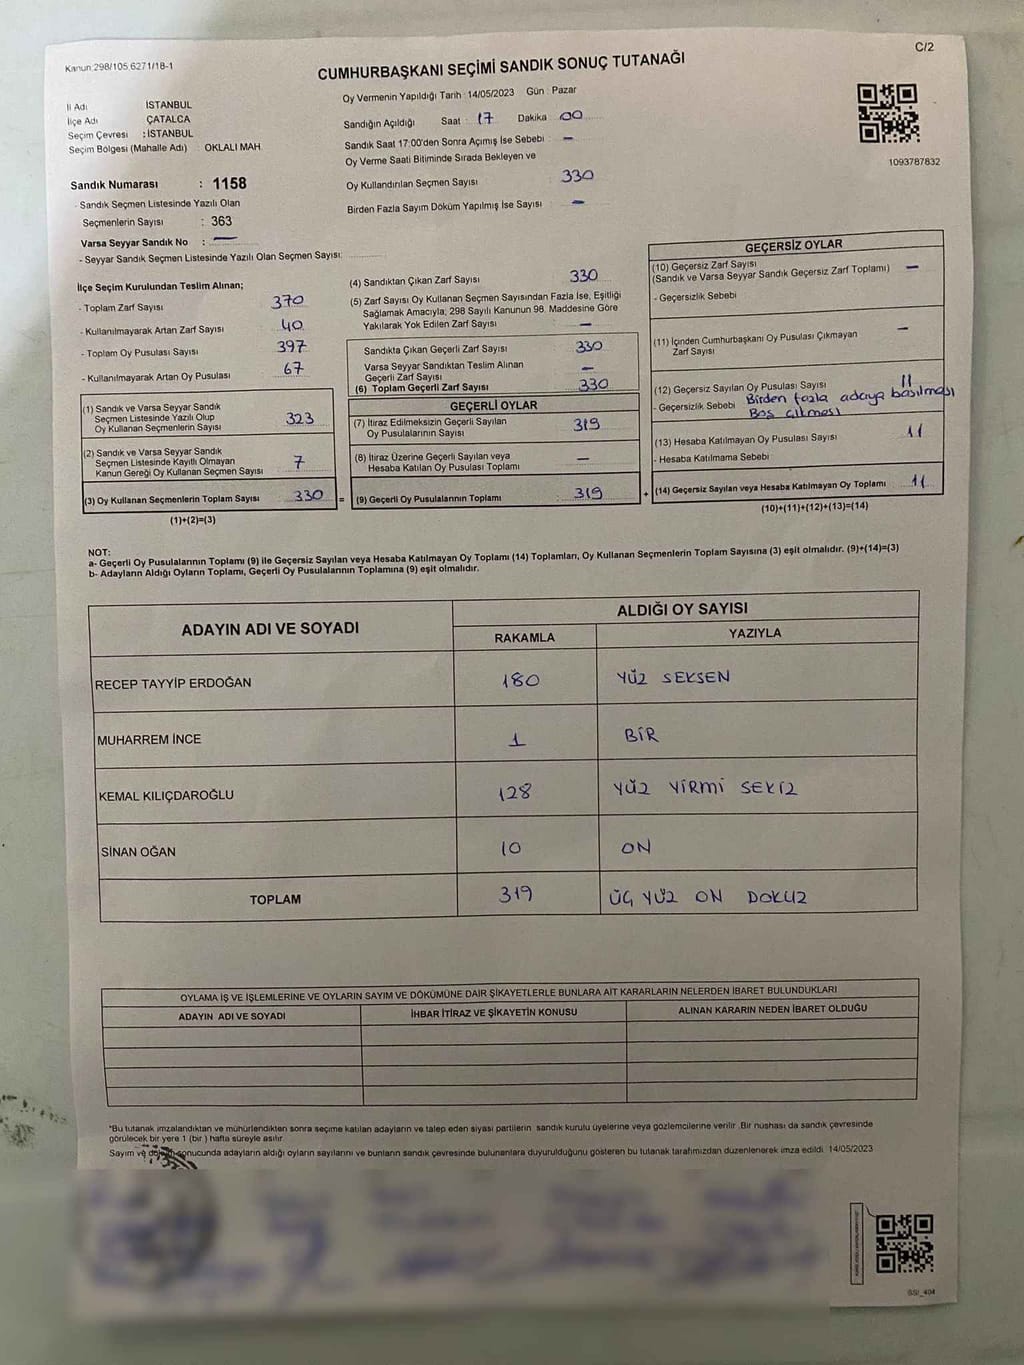 Kanun 298/105,6271/18-1
C/2
CUMHURBAŞKANI SEÇİMİ SANDIK SONUÇ TUTANAĞI
İl Adı İSTANBUL
İlçe Adı ÇATALCA
Seçim Çevresi : İSTANBUL
Seçim Bölgesi (Mahalle Adı) : OKLALI MAH.
Sandık Numarası : 1158
- Sandık Seçmen Listesinde Yazılı Olan
Seçmenlerin Sayısı : 363
Varsa Seyyar Sandık No : —
- Seyyar Sandık Seçmen Listesinde Yazılı Olan Seçmen Sayısı:
Oy Vermenin Yapıldığı Tarih : 14/05/2023 Gün : Pazar
Sandığın Açıldığı Saat : 17 Dakika : 00
Sandık Saat 17:00'den Sonra Açımış İse Sebebi : —
Oy Verme Saati Bitiminde Sırada Bekleyen ve
Oy Kullandırılan Seçmen Sayısı : 330
Birden Fazla Sayım Döküm Yapılmış İse Sayısı : —
1093787832
İlçe Seçim Kurulundan Teslim Alınan;
- Toplam Zarf Sayısı : 370
- Kullanılmayarak Artan Zarf Sayısı : 40
- Toplam Oy Pusulası Sayısı : 397
- Kullanılmayarak Artan Oy Pusulası : 67
(1) Sandık ve Varsa Seyyar Sandık
Seçmen Listesinde Yazılı Olup
Oy Kullanan Seçmenlerin Sayısı : 323
(2) Sandık ve Varsa Seyyar Sandık
Seçmen Listesinde Kayıtlı Olmayan
Kanun Gereği Oy Kullanan Seçmen Sayısı : 7
(3) Oy Kullanan Seçmenlerin Toplam Sayısı : 330
(1)+(2)=(3)
=
(4) Sandıktan Çıkan Zarf Sayısı : 330
(5) Zarf Sayısı Oy Kullanan Seçmen Sayısından Fazla İse, Eşitliği
Sağlamak Amacıyla, 298 Sayılı Kanunun 98. Maddesine Göre
Yakılarak Yok Edilen Zarf Sayısı : —
Sandıkta Çıkan Geçerli Zarf Sayısı : 330
Varsa Seyyar Sandıktan Teslim Alınan
Geçerli Zarf Sayısı : —
(6) Toplam Geçerli Zarf Sayısı : 330
GEÇERLİ OYLAR
(7) İtiraz Edilmeksizin Geçerli Sayılan
Oy Pusulalarının Sayısı : 319
(8) İtiraz Üzerine Geçerli Sayılan veya
Hesaba Katılan Oy Pusulası Toplamı : —
(9) Geçerli Oy Pusulalarının Toplamı : 319
+
GEÇERSİZ OYLAR
(10) Geçersiz Zarf Sayısı
(Sandık ve Varsa Seyyar Sandık Geçersiz Zarf Toplamı) : —
- Geçersizlik Sebebi
(11) İçinden Cumhurbaşkanı Oy Pusulası Çıkmayan
Zarf Sayısı : —
(12) Geçersiz Sayılan Oy Pusulası Sayısı : 11
- Geçersizlik Sebebi : Birden fazla adaya basılması
Boş çıkması
(13) Hesaba Katılmayan Oy Pusulası Sayısı : 11
- Hesaba Katılmama Sebebi :
(14) Geçersiz Sayılan veya Hesaba Katılmayan Oy Toplamı : 11
(10)+(11)+(12)+(13)=(14)
NOT:
a- Geçerli Oy Pusulalarının Toplamı (9) ile Geçersiz Sayılan veya Hesaba Katılmayan Oy Toplamı (14) Toplamları, Oy Kullanan Seçmenlerin Toplam Sayısına (3) eşit olmalıdır. (9)+(14)=(3)
b- Adayların Aldığı Oyların Toplamı, Geçerli Oy Pusulalarının Toplamına (9) eşit olmalıdır.
ADAYIN ADI VE SOYADI ALDIĞI OY SAYISI
RAKAMLA YAZIYLA
RECEP TAYYİP ERDOĞAN 180 YÜZ SEKSEN
MUHARREM İNCE 1 BİR
KEMAL KILIÇDAROĞLU 128 YÜZ YİRMİ SEKİZ
SİNAN OĞAN 10 ON
TOPLAM 319 ÜÇ YÜZ ON DOKUZ
OYLAMA İŞ VE İŞLEMLERİNE VE OYLARIN SAYIM VE DÖKÜMÜNE DAİR ŞİKAYETLERLE BUNLARA AİT KARARLARIN NELERDEN İBARET BULUNDUKLARI
ADAYIN ADI VE SOYADI İHBAR İTİRAZ VE ŞİKAYETİN KONUSU ALINAN KARARIN NEDEN İBARET OLDUĞU
*Bu tutanak imzalandıktan ve mühürlendikten sonra seçime katılan adayların ve talep eden siyasi partilerin sandık kurulu üyelerine veya gözlemcilerine verilir .Bir nüshası da sandık çevresinde
görülecek bir yere 1 (bir ) hafta süreyle asılır.
Sayım ve döküm sonucunda adayların aldığı oyların sayılarını ve bunların sandık çevresinde bulunanlara duyurulduğunu gösteren bu tutanak tarafımızdan düzenlenerek imza edildi. 14/05/2023
SSI_404